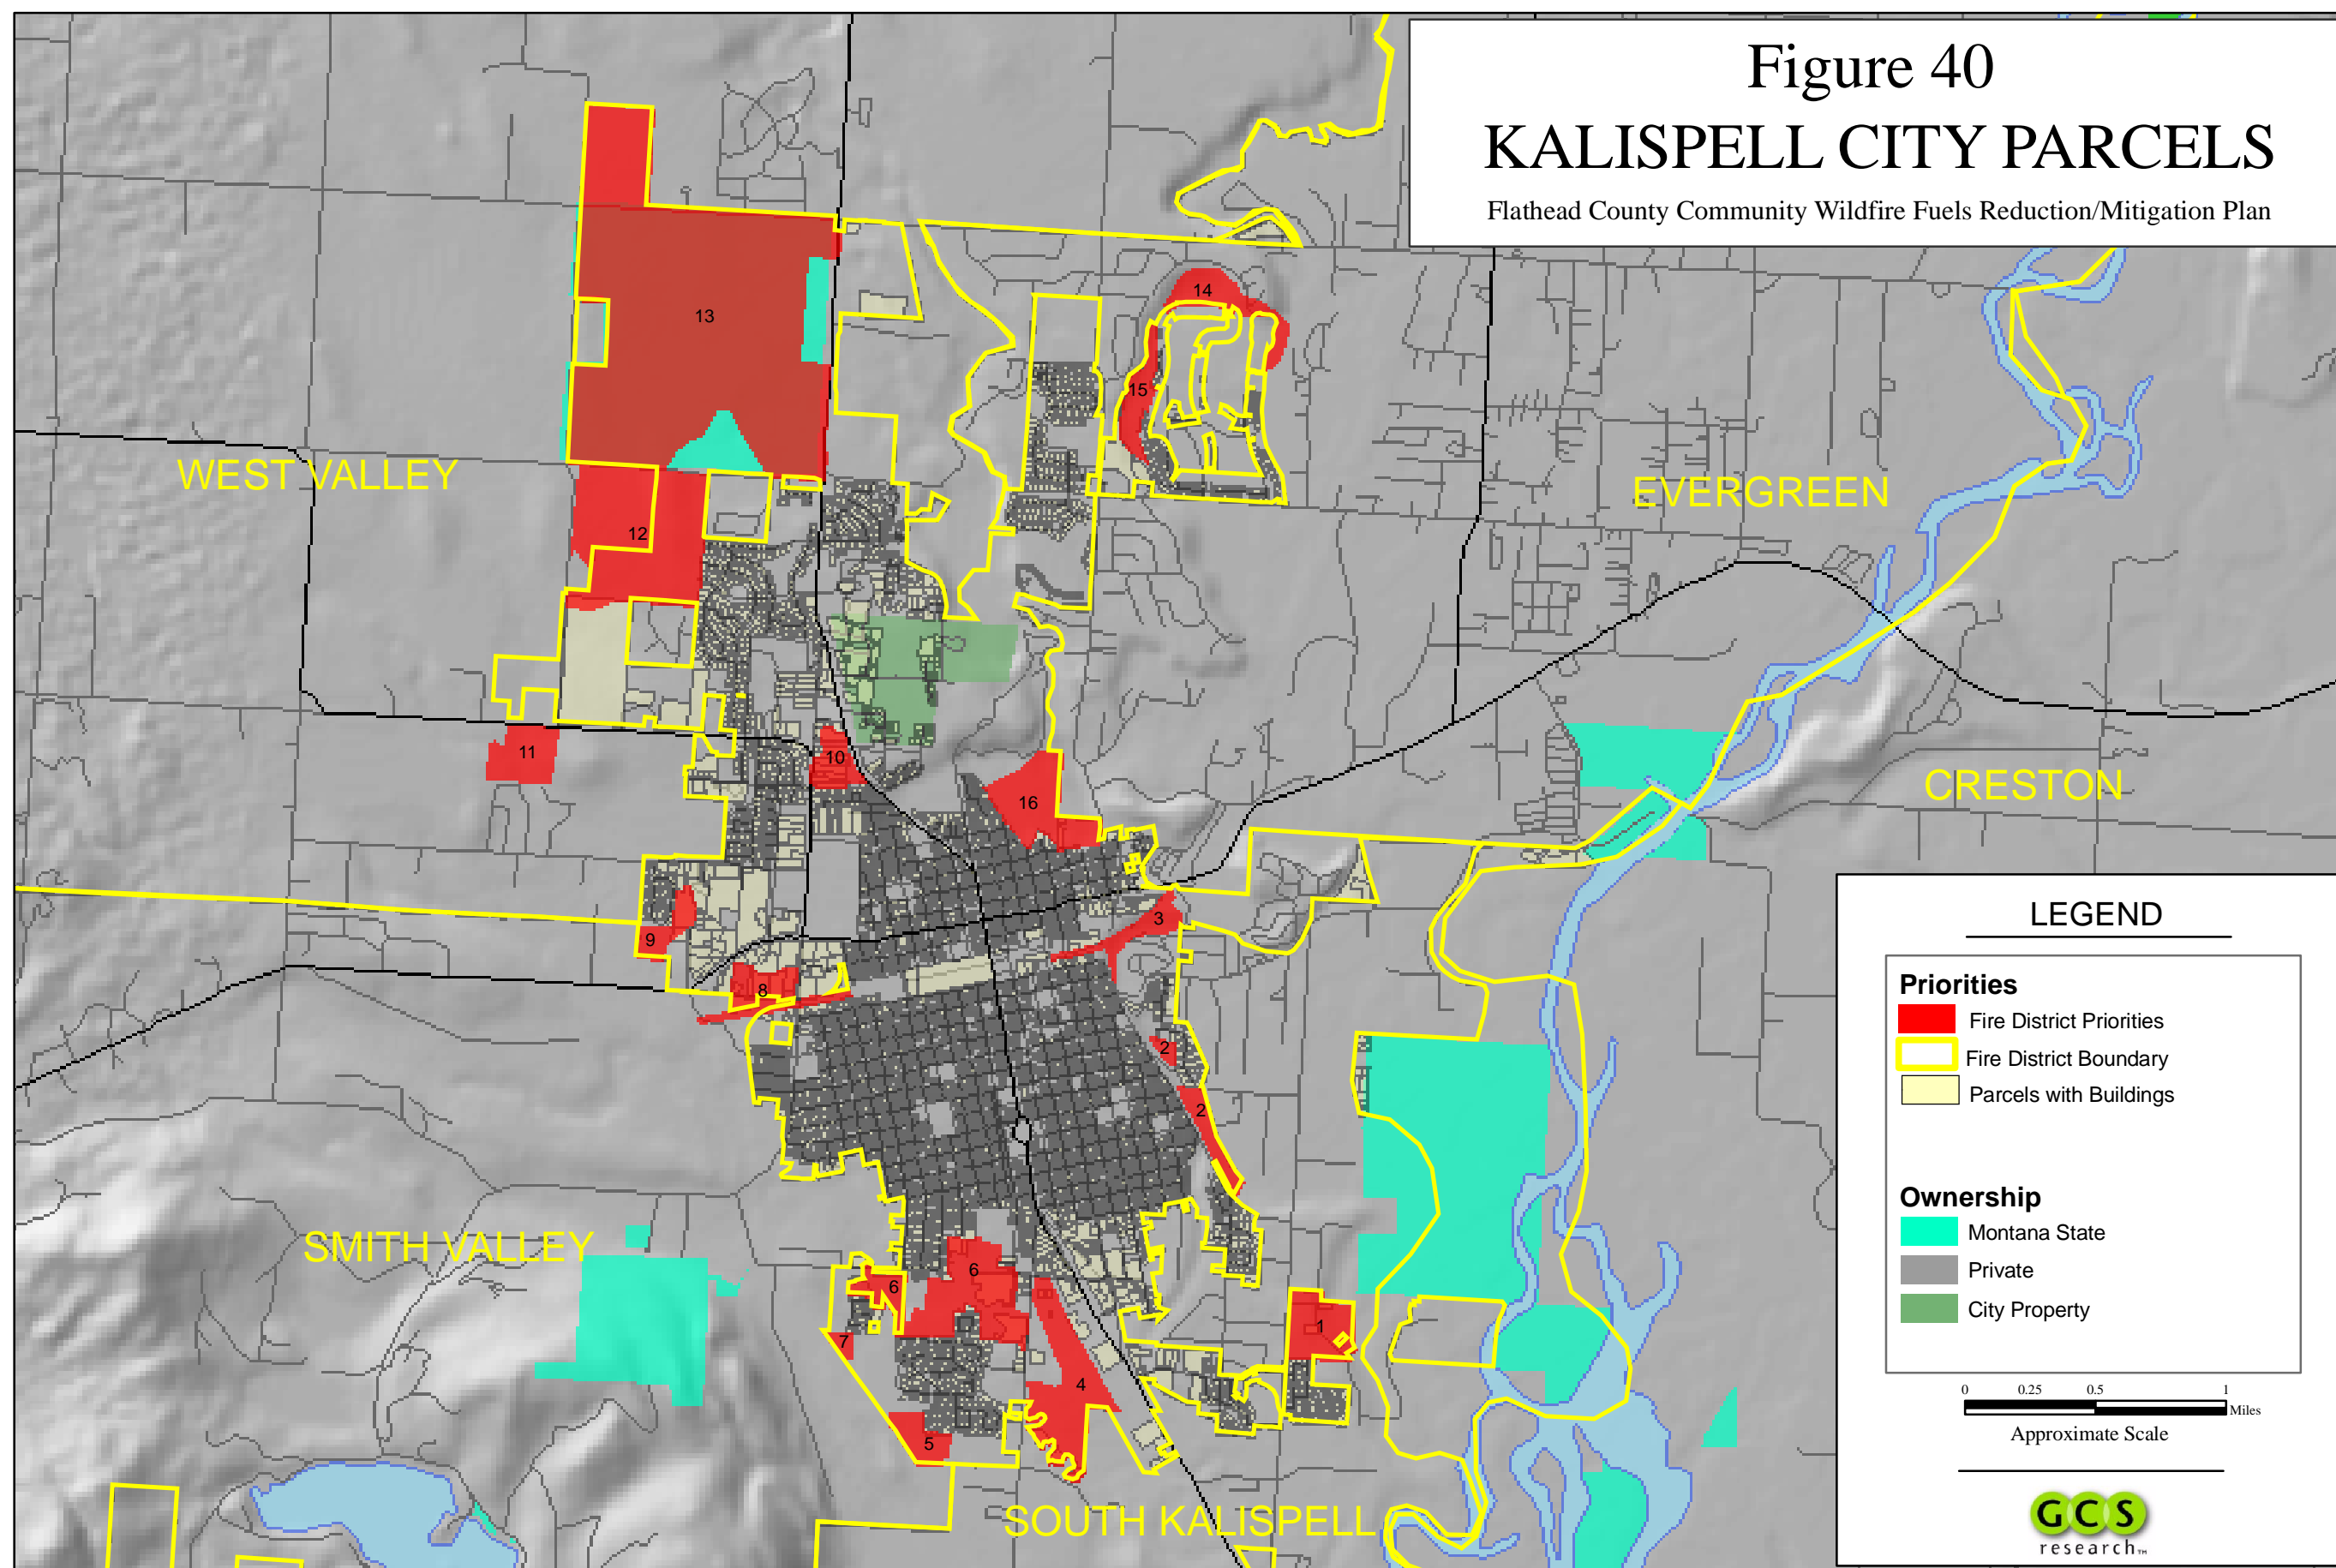 Figure 40
KALISPELL CITY PARCELS
Flathead County Community Wildfire Fuels Reduction/Mitigation Plan
14
13
15
WEST VALLEY
EVERGREEN
12
11
10
CRESTON
16
3
9
8
2
2
SMITH VALLEY
6
6
1
7
4
5
SOUTH KALISPELL
LEGEND
Priorities
Fire District Priorities
Fire District Boundary
Parcels with Buildings
Ownership
Montana State
Private
City Property
0 0.25 0.5 1
Miles
Approximate Scale
GCS
research™